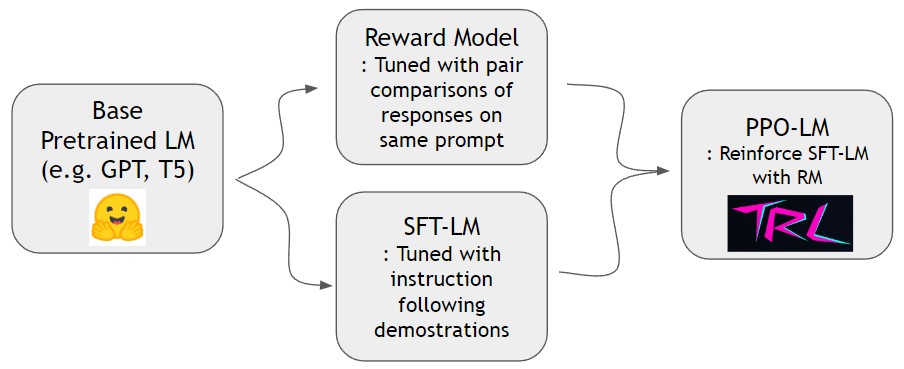 Base
Pretrained LM
(e.g. GPT, T5)
Reward Model
: Tuned with pair
comparisons of
responses on
same prompt
SFT-LM
: Tuned with
instruction
following
demostrations
PPO-LM
: Reinforce SFT-LM
with RM
TRL